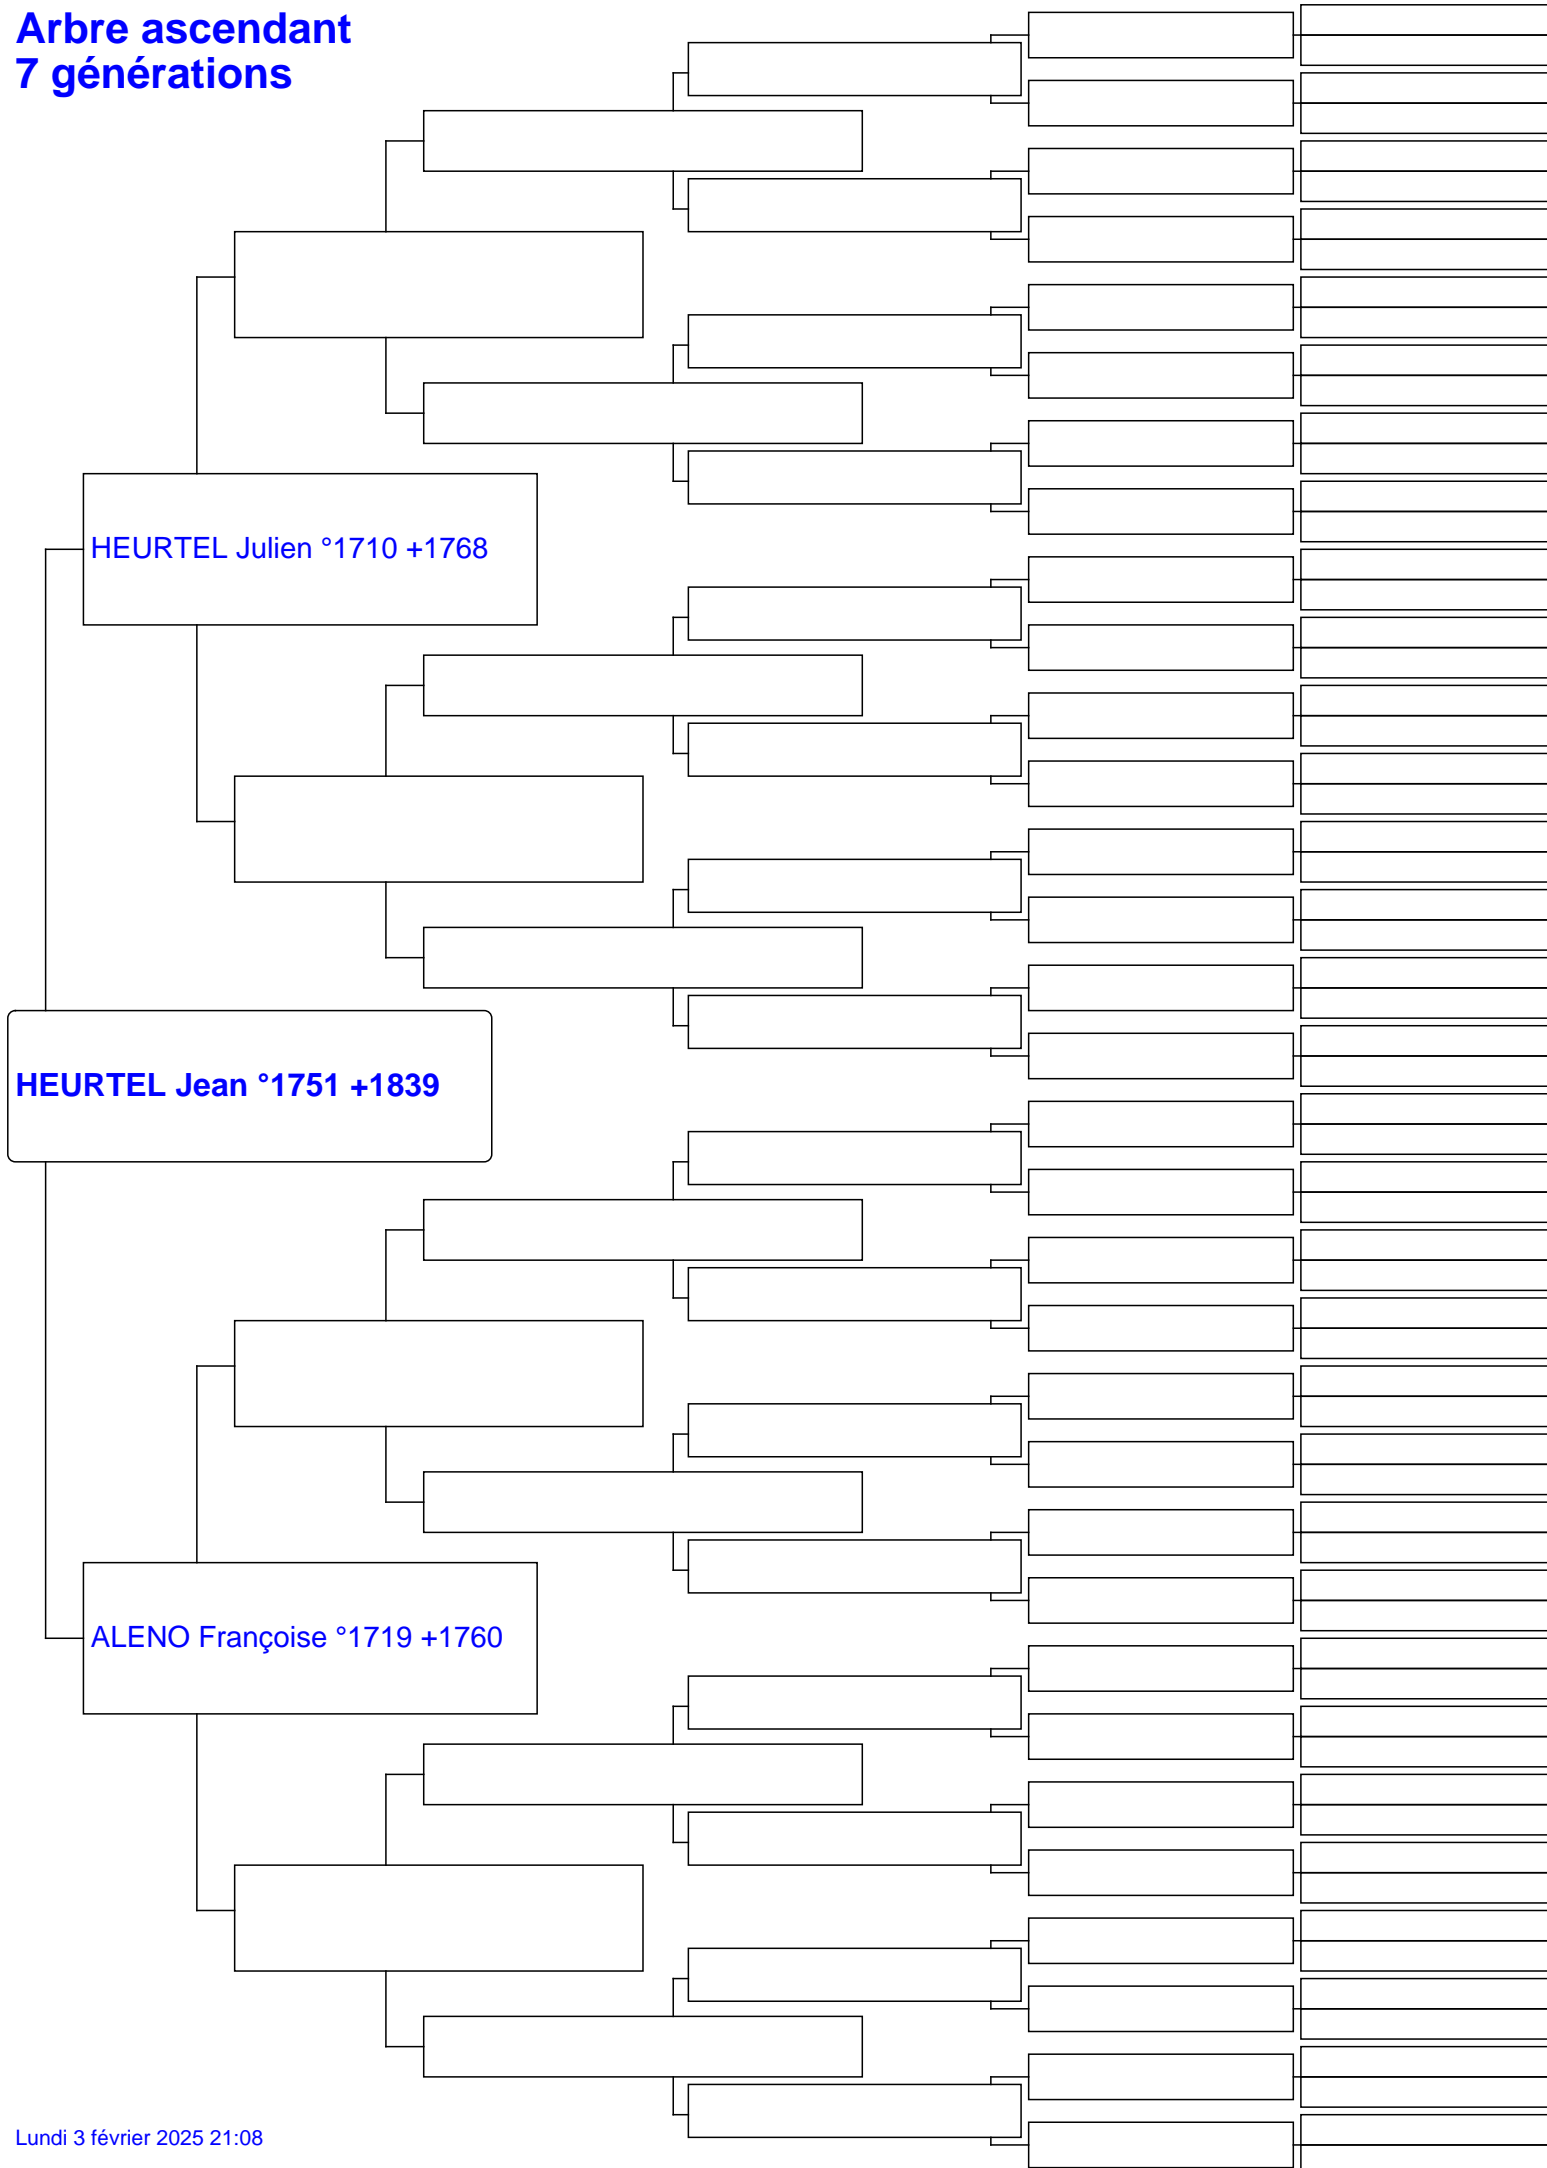 Arbre ascendant
7 générations
HEURTEL Julien °1710 +1768
HEURTEL Jean °1751 +1839
ALENO Françoise °1719 +1760
Lundi 3 février 2025 21:08